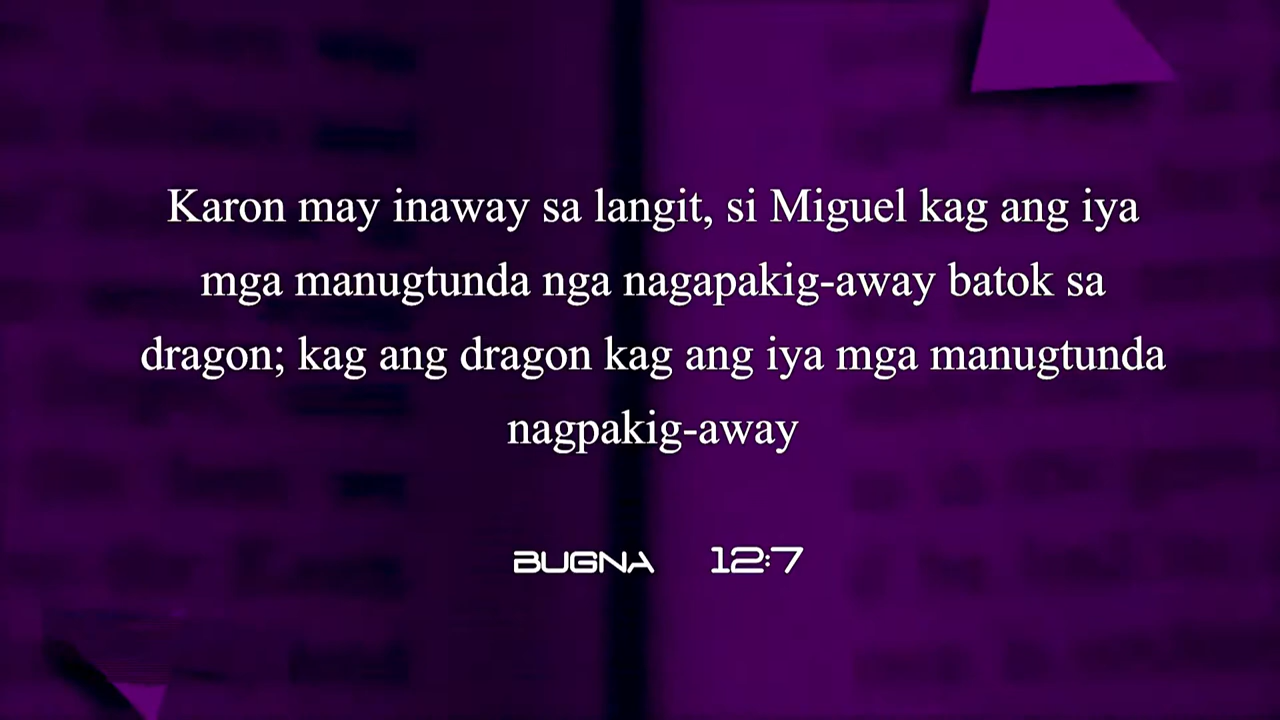 Karon may inaway sa langit, si Miguel kag ang iya
mga manugtunda nga nagapakig-away batok sa
dragon; kag ang dragon kag ang iya mga manugtunda
nagpakig-away
BUGNA 12:7